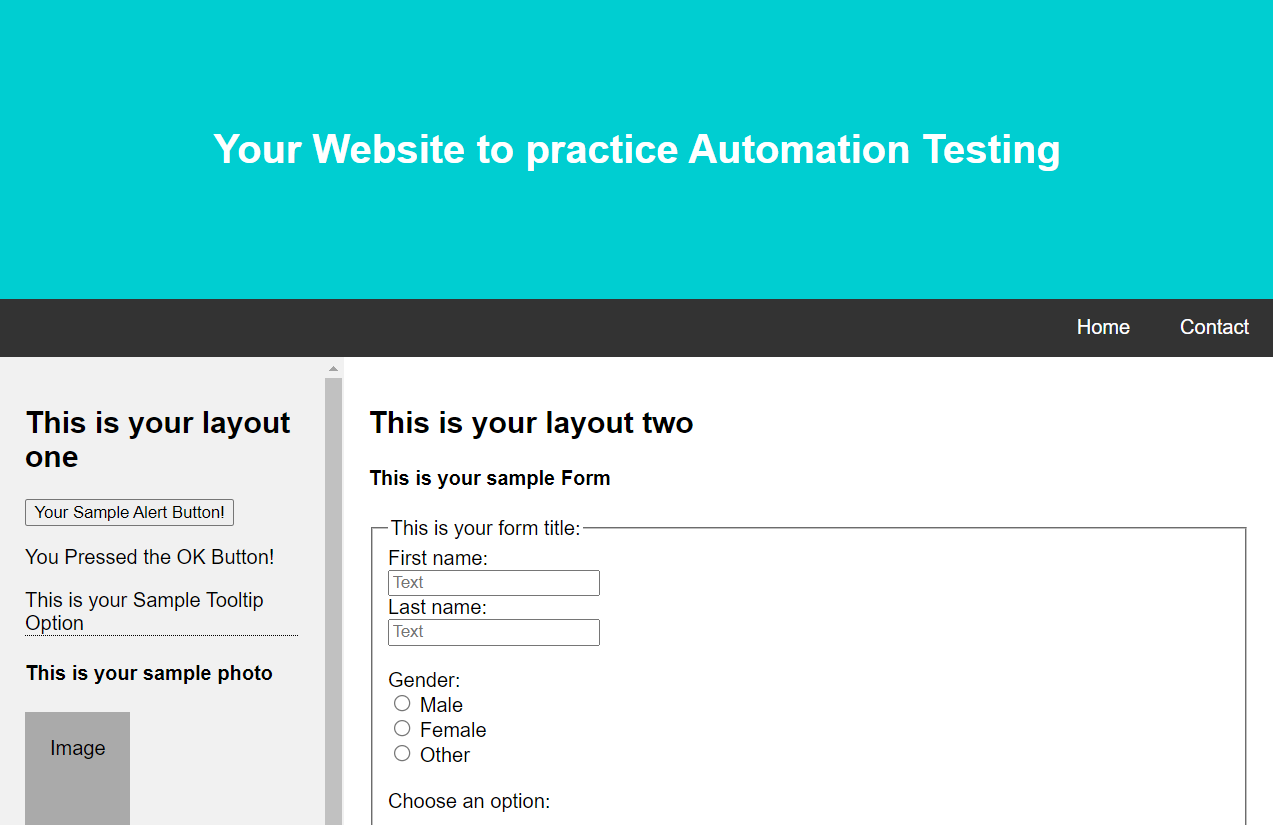 Your Website to practice Automation Testing
Home
Contact
This is your layout
one
Your Sample Alert Button!
You Pressed the OK Button!
This is your Sample Tooltip
Option
This is your sample photo
Image
This is your layout two
This is your sample Form
This is your form title:
First name:
Text
Last name:
Text
Gender:
Male
Female
Other
Choose an option: